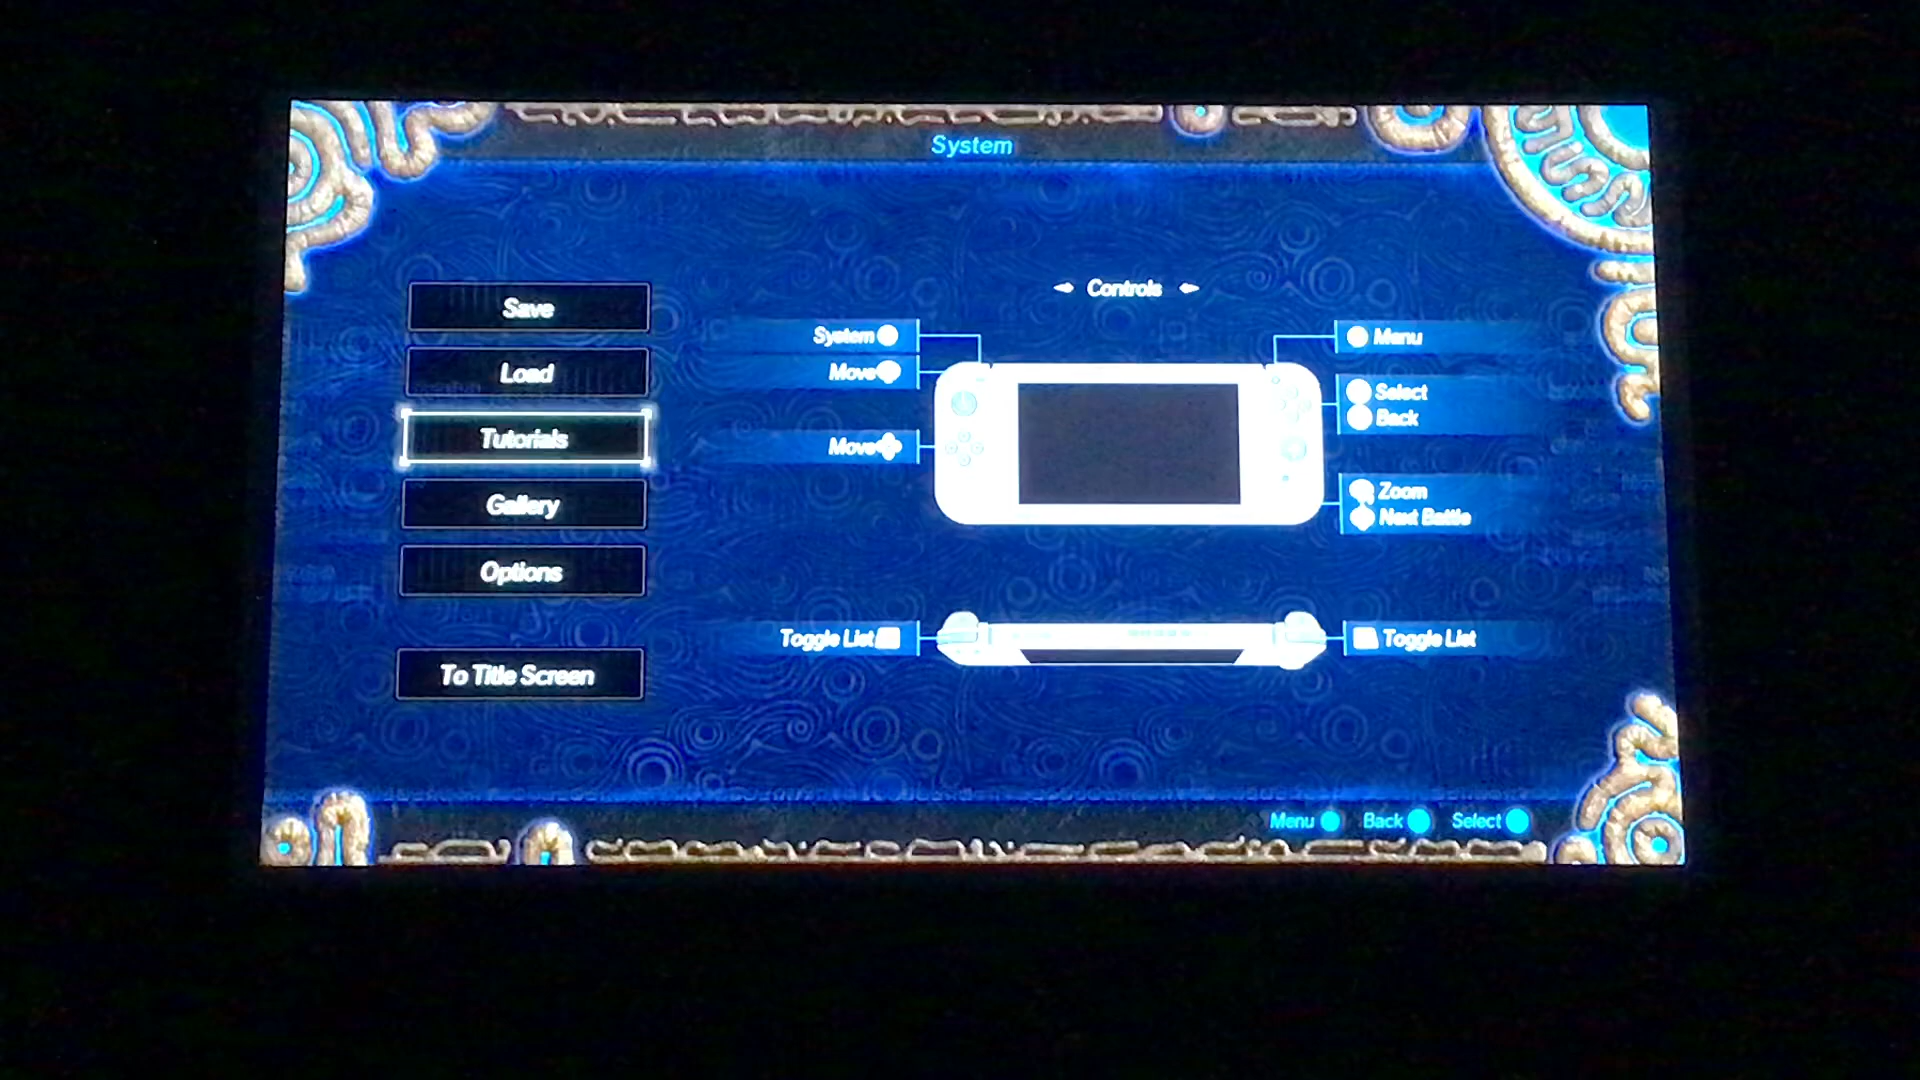 System
Save
Load
Tutorials
Gallery
Options
To Title Screen
Controls
System
Move
Move
Toggle List
Menu
Select
Back
Zoom
Next Battle
Toggle List
Menu
Back
Select